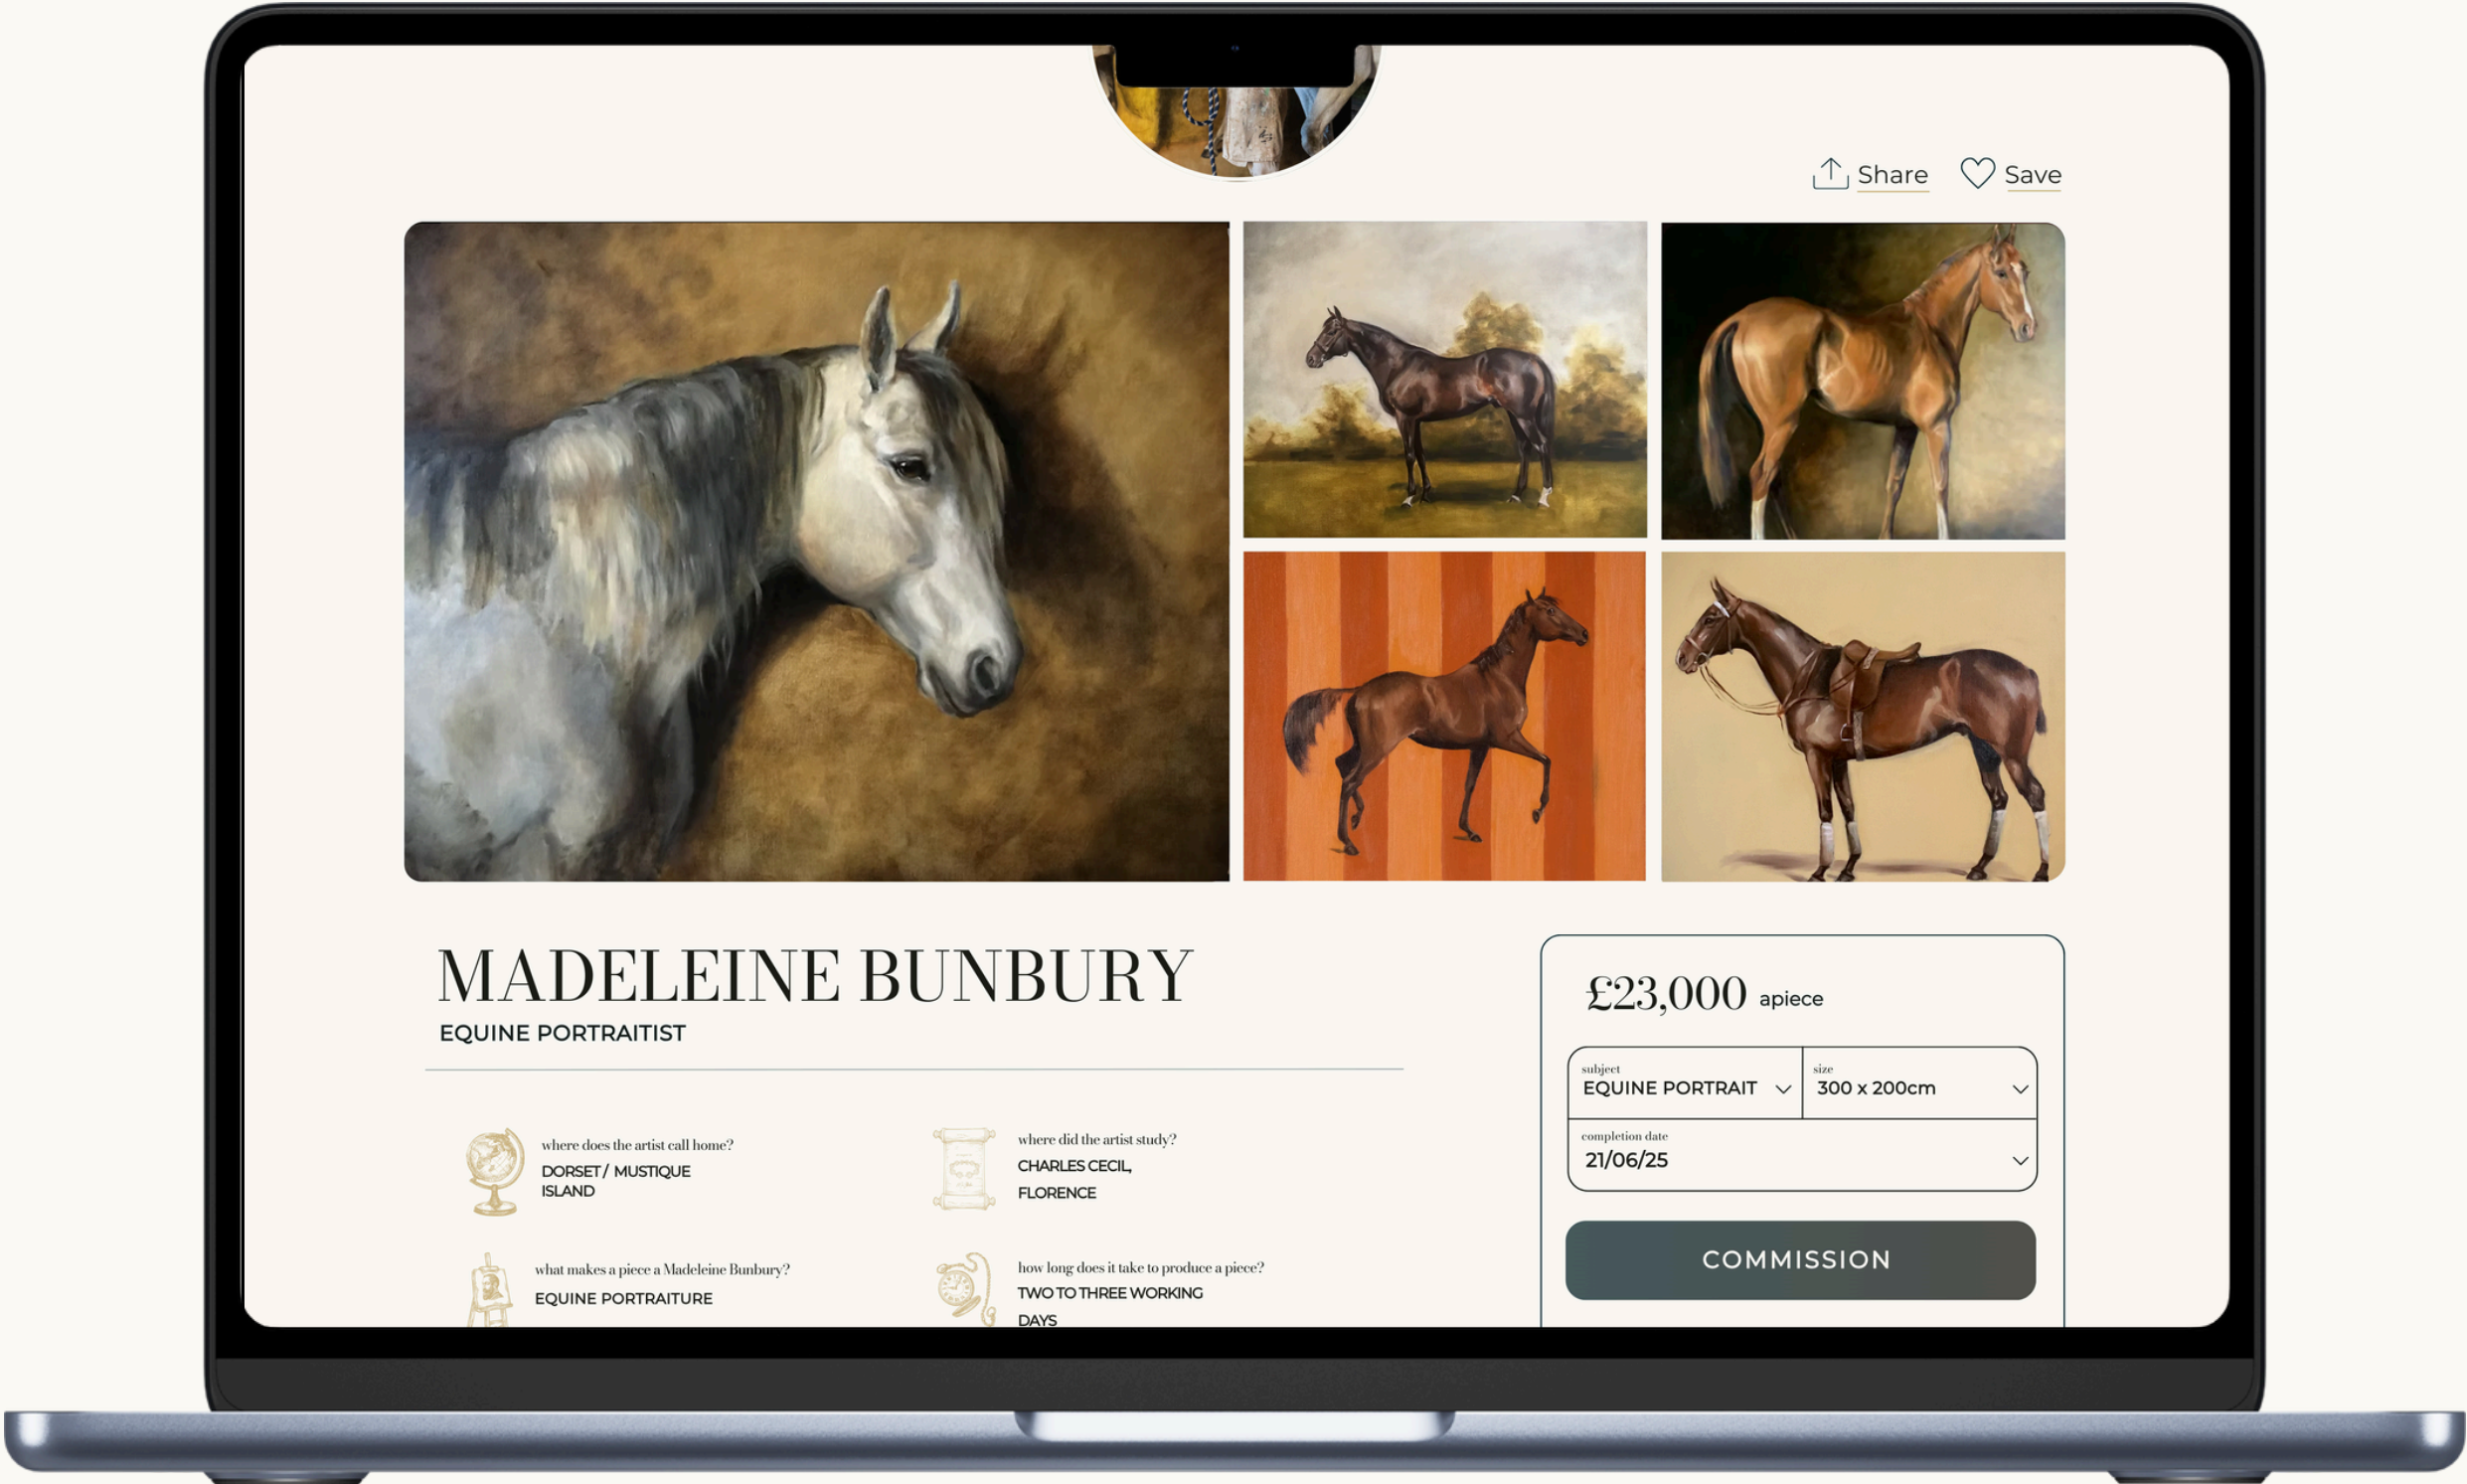 Share
Save
MADELEINE BUNBURY
EQUINE PORTRAITIST
where does the artist call home?
DORSET / MUSTIQUE
ISLAND
where did the artist study?
CHARLES CECIL,
FLORENCE
what makes a piece a Madeleine Bunbury?
EQUINE PORTRAITURE
how long does it take to produce a piece?
TWO TO THREE WORKING
DAYS
£23,000 apiece
subject
EQUINE PORTRAIT
size
300 x 200cm
completion date
21/06/25
COMMISSION